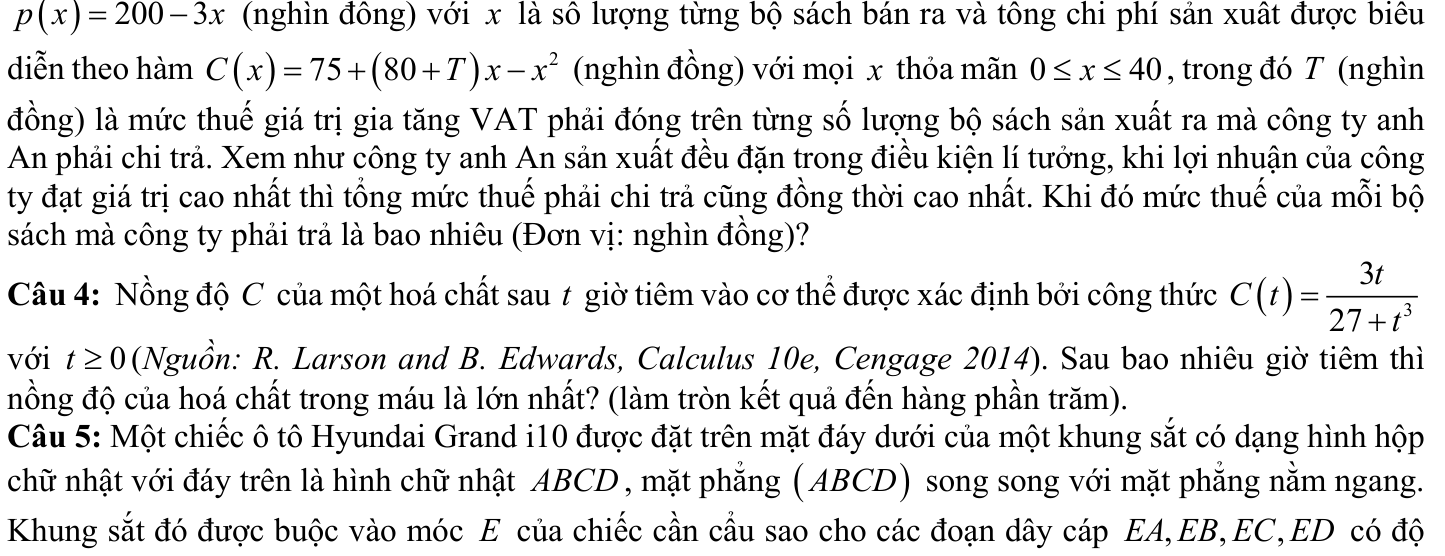 p(x) = 200 − 3x (nghìn đồng) với x là số lượng từng bộ sách bán ra và tổng chi phí sản xuất được biểu
diễn theo hàm C(x) = 75 + (80 + T)x − x² (nghìn đồng) với mọi x thỏa mãn 0 ≤ x ≤ 40, trong đó T (nghìn
đồng) là mức thuế giá trị gia tăng VAT phải đóng trên từng số lượng bộ sách sản xuất ra mà công ty anh
An phải chi trả. Xem như công ty anh An sản xuất đều đặn trong điều kiện lí tưởng, khi lợi nhuận của công
ty đạt giá trị cao nhất thì tổng mức thuế phải chi trả cũng đồng thời cao nhất. Khi đó mức thuế của mỗi bộ
sách mà công ty phải trả là bao nhiêu (Đơn vị: nghìn đồng)?
Câu 4: Nồng độ C của một hoá chất sau t giờ tiêm vào cơ thể được xác định bởi công thức C(t) = 3t / (27 + t³)
với t ≥ 0 (Nguồn: R. Larson and B. Edwards, Calculus 10e, Cengage 2014). Sau bao nhiêu giờ tiêm thì
nồng độ của hoá chất trong máu là lớn nhất? (làm tròn kết quả đến hàng phần trăm).
Câu 5: Một chiếc ô tô Hyundai Grand i10 được đặt trên mặt đáy dưới của một khung sắt có dạng hình hộp
chữ nhật với đáy trên là hình chữ nhật ABCD, mặt phẳng (ABCD) song song với mặt phẳng nằm ngang.
Khung sắt đó được buộc vào móc E của chiếc cần cẩu sao cho các đoạn dây cáp EA, EB, EC, ED có độ